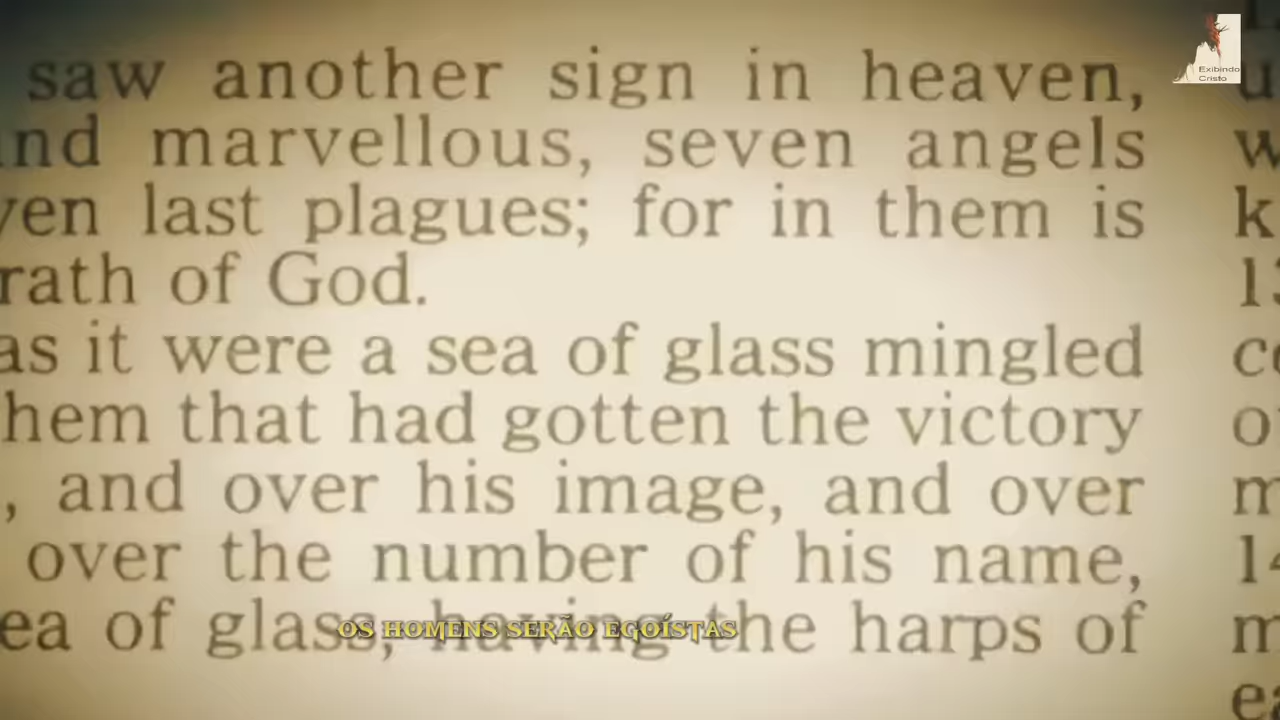 saw another sign in heaven,
nd marvellous, seven angels
ven last plagues; for in them is
rath of God.
as it were a sea of glass mingled
hem that had gotten the victory
, and over his image, and over
over the number of his name,
ea of glass, having the harps of
Exibindo
Cristo
OS HOMENS SERÃO EGOÍSTAS